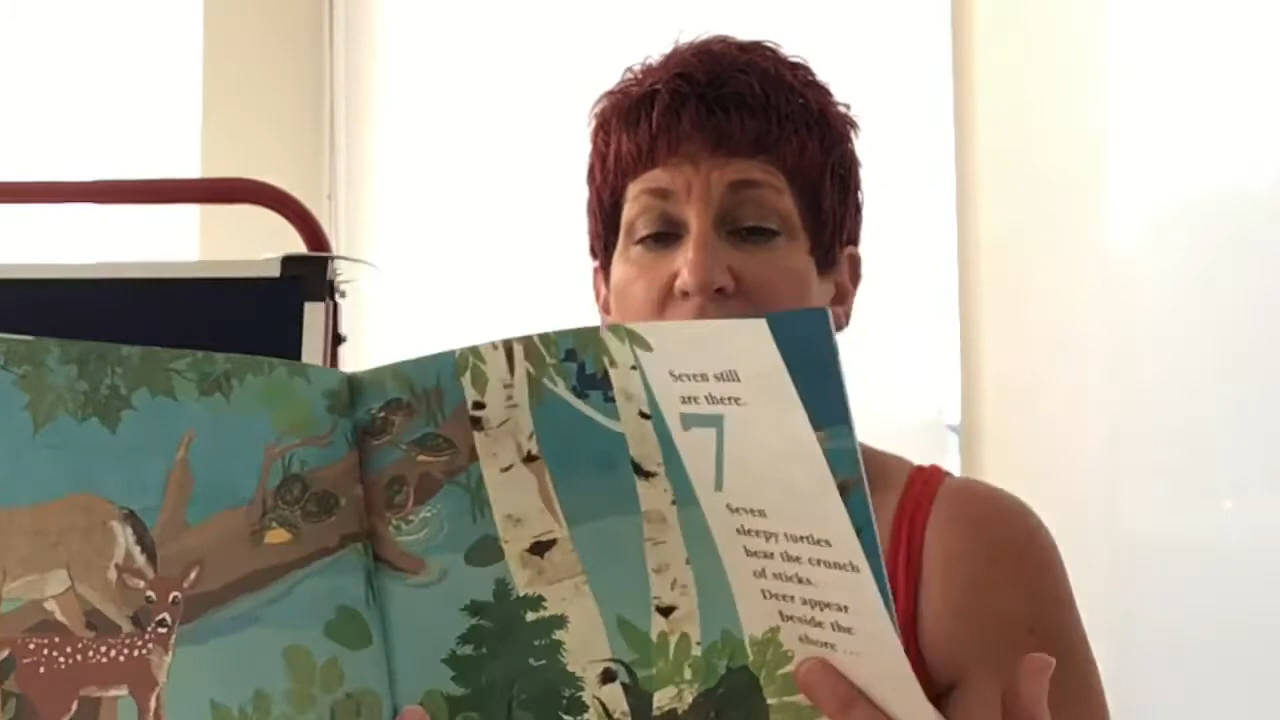 Seven still
are there.
7
Seven
sleepy turtles
hear the crunch
of sticks.
Deer appear
beside the
shore ...